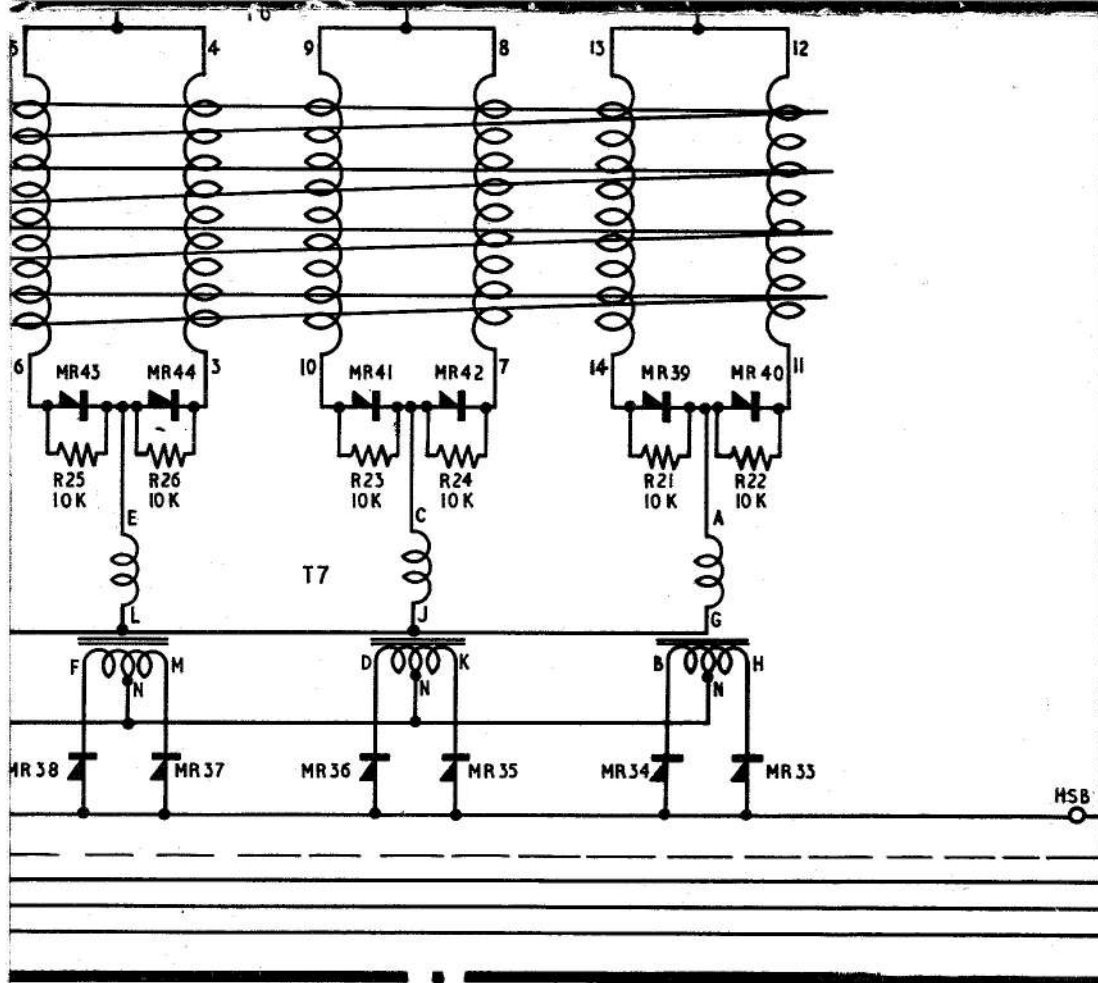 5 4 9 8 13 12
6 MR43 MR44 3 10 MR41 MR42 7 14 MR39 MR40 11
R25 R26 R23 R24 R21 R22
10K 10K 10K 10K 10K 10K
E C A
T7
L J G
F M D K B H
N N N
MR38 MR37 MR36 MR35 MR34 MR33
HSB